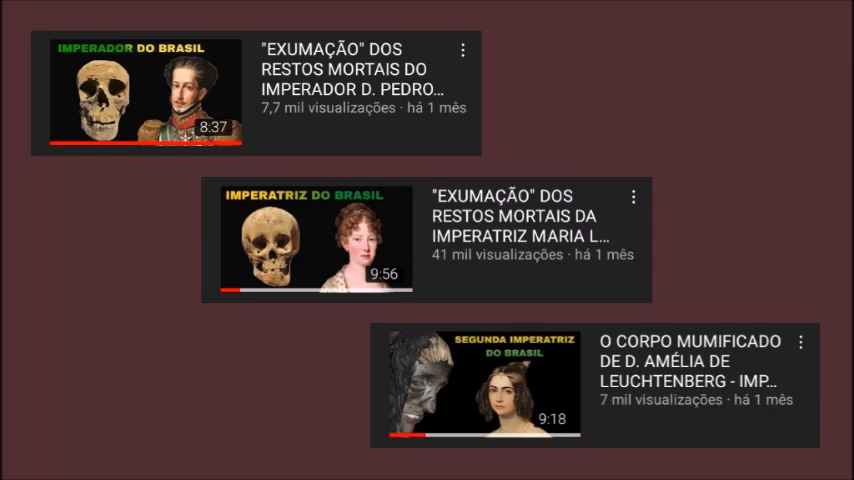 IMPERADOR DO BRASIL
8:37
"EXUMAÇÃO" DOS
RESTOS MORTAIS DO
IMPERADOR D. PEDRO...
7,7 mil visualizações · há 1 mês
IMPERATRIZ DO BRASIL
9:56
"EXUMAÇÃO" DOS
RESTOS MORTAIS DA
IMPERATRIZ MARIA L...
41 mil visualizações · há 1 mês
SEGUNDA IMPERATRIZ
DO BRASIL
9:18
O CORPO MUMIFICADO
DE D. AMÉLIA DE
LEUCHTENBERG - IMP...
7 mil visualizações · há 1 mês